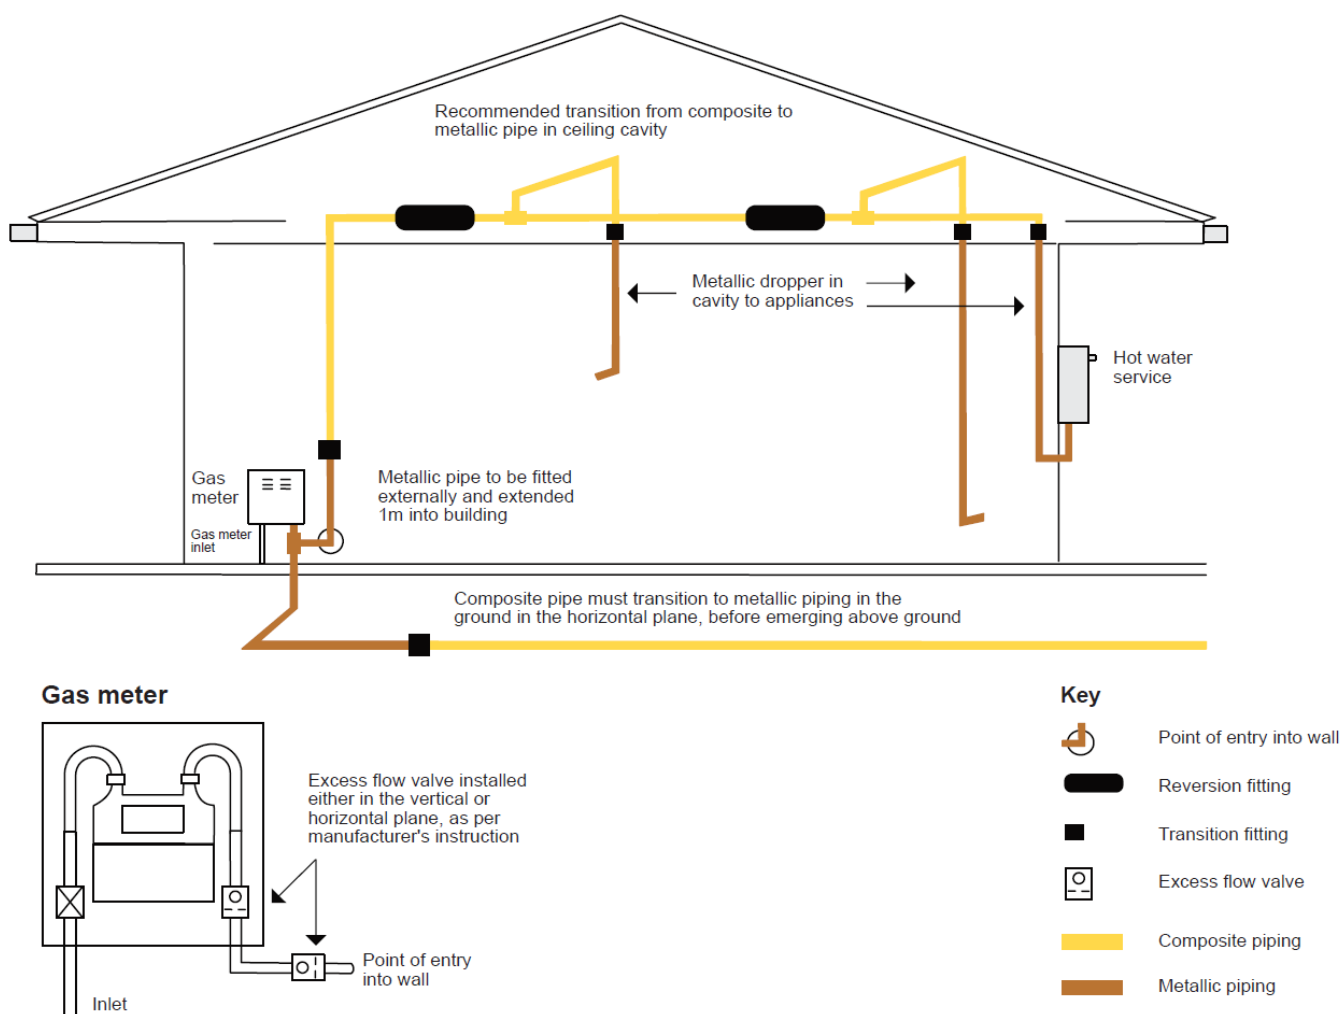 Recommended transition from composite to
metallic pipe in ceiling cavity
Metallic dropper in
cavity to appliances
Hot water
service
Gas
meter
Gas meter
inlet
Metallic pipe to be fitted
externally and extended
1m into building
Composite pipe must transition to metallic piping in the
ground in the horizontal plane, before emerging above ground
Gas meter
Excess flow valve installed
either in the vertical or
horizontal plane, as per
manufacturer's instruction
Point of entry
into wall
Inlet
Key
Point of entry into wall
Reversion fitting
Transition fitting
Excess flow valve
Composite piping
Metallic piping